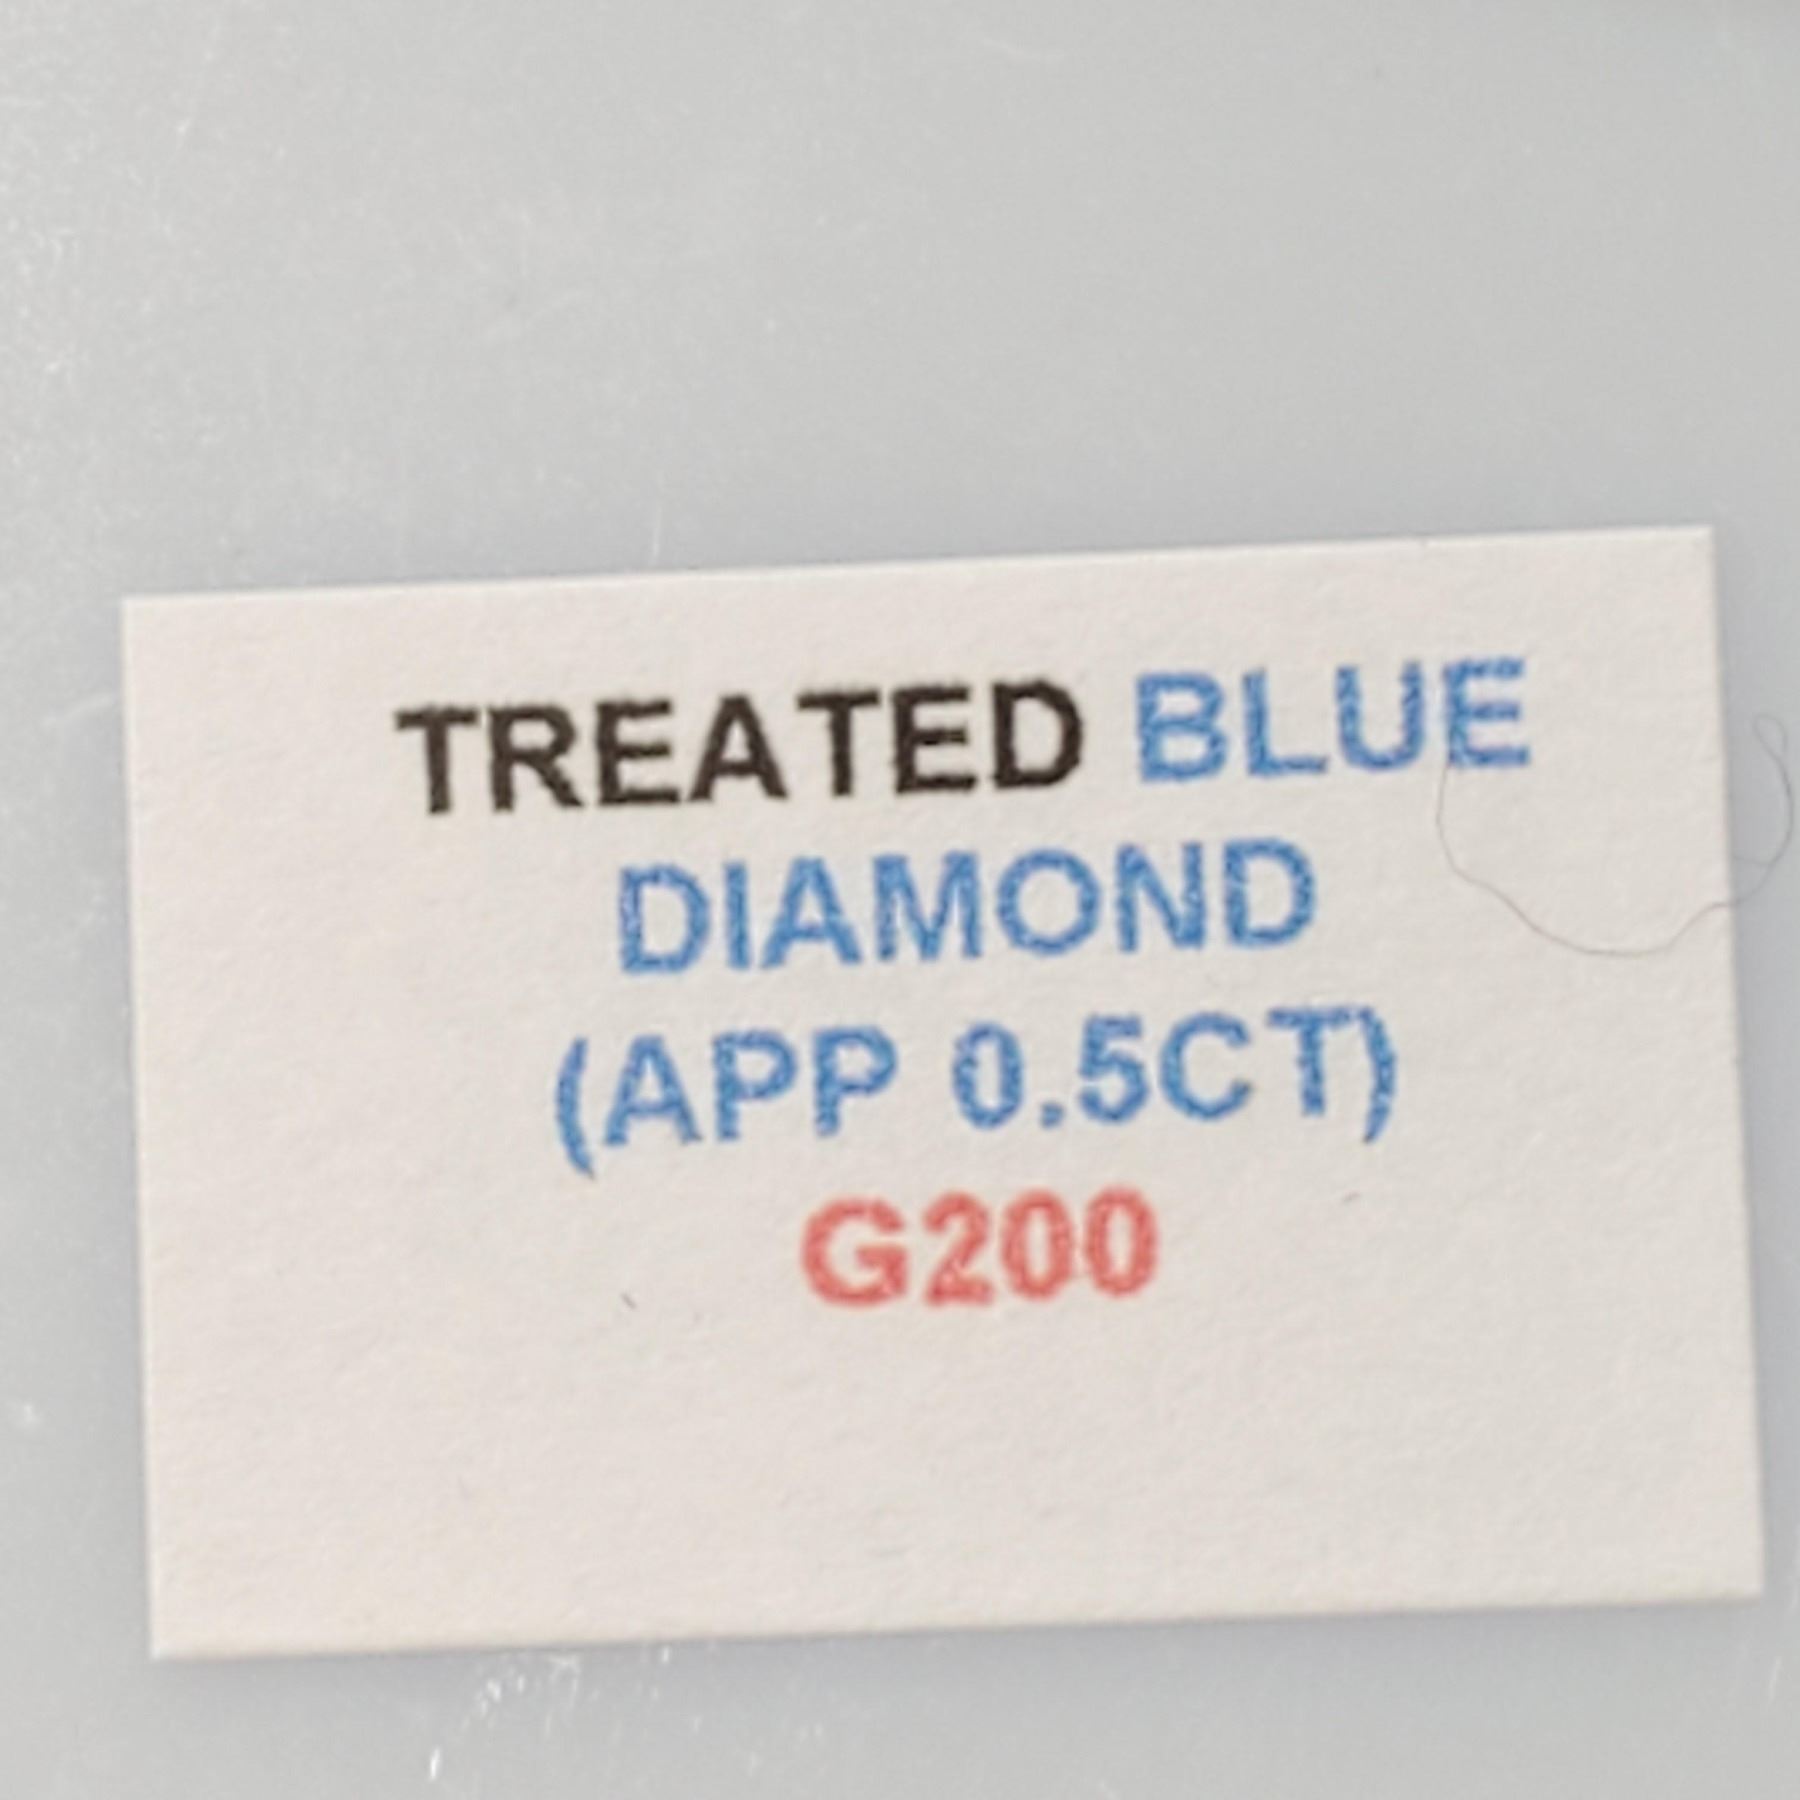 TREATED BLUE
DIAMOND
(APP 0.5CT)
G200